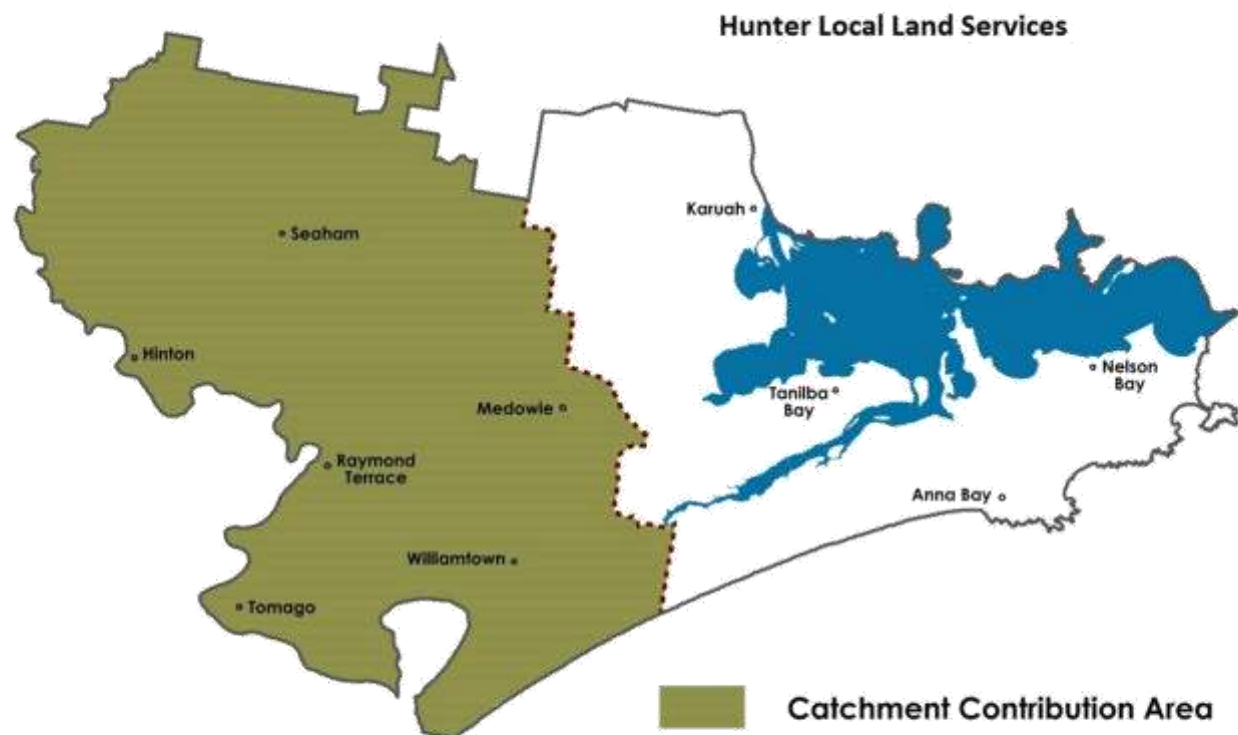 Hunter Local Land Services
Karuah
Seaham
Hinton
Nelson
Bay
Tanilba
Bay
Medowie
Raymond
Terrace
Anna Bay
Williamtown
Tomago
Catchment Contribution Area